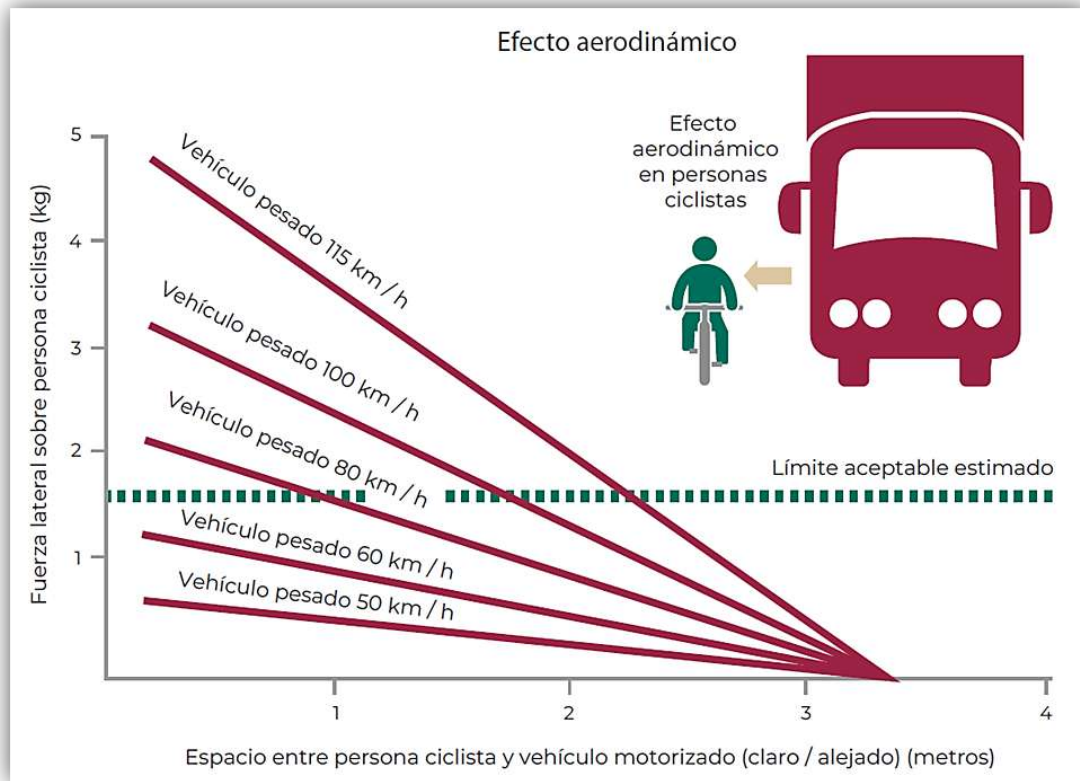 Efecto aerodinámico
Efecto
aerodinámico
en personas
ciclistas
Fuerza lateral sobre persona ciclista (kg)
5
4
3
2
1
Vehículo pesado 115 km / h
Vehículo pesado 100 km / h
Vehículo pesado 80 km / h
Vehículo pesado 60 km / h
Vehículo pesado 50 km / h
Límite aceptable estimado
1 2 3 4
Espacio entre persona ciclista y vehículo motorizado (claro / alejado) (metros)